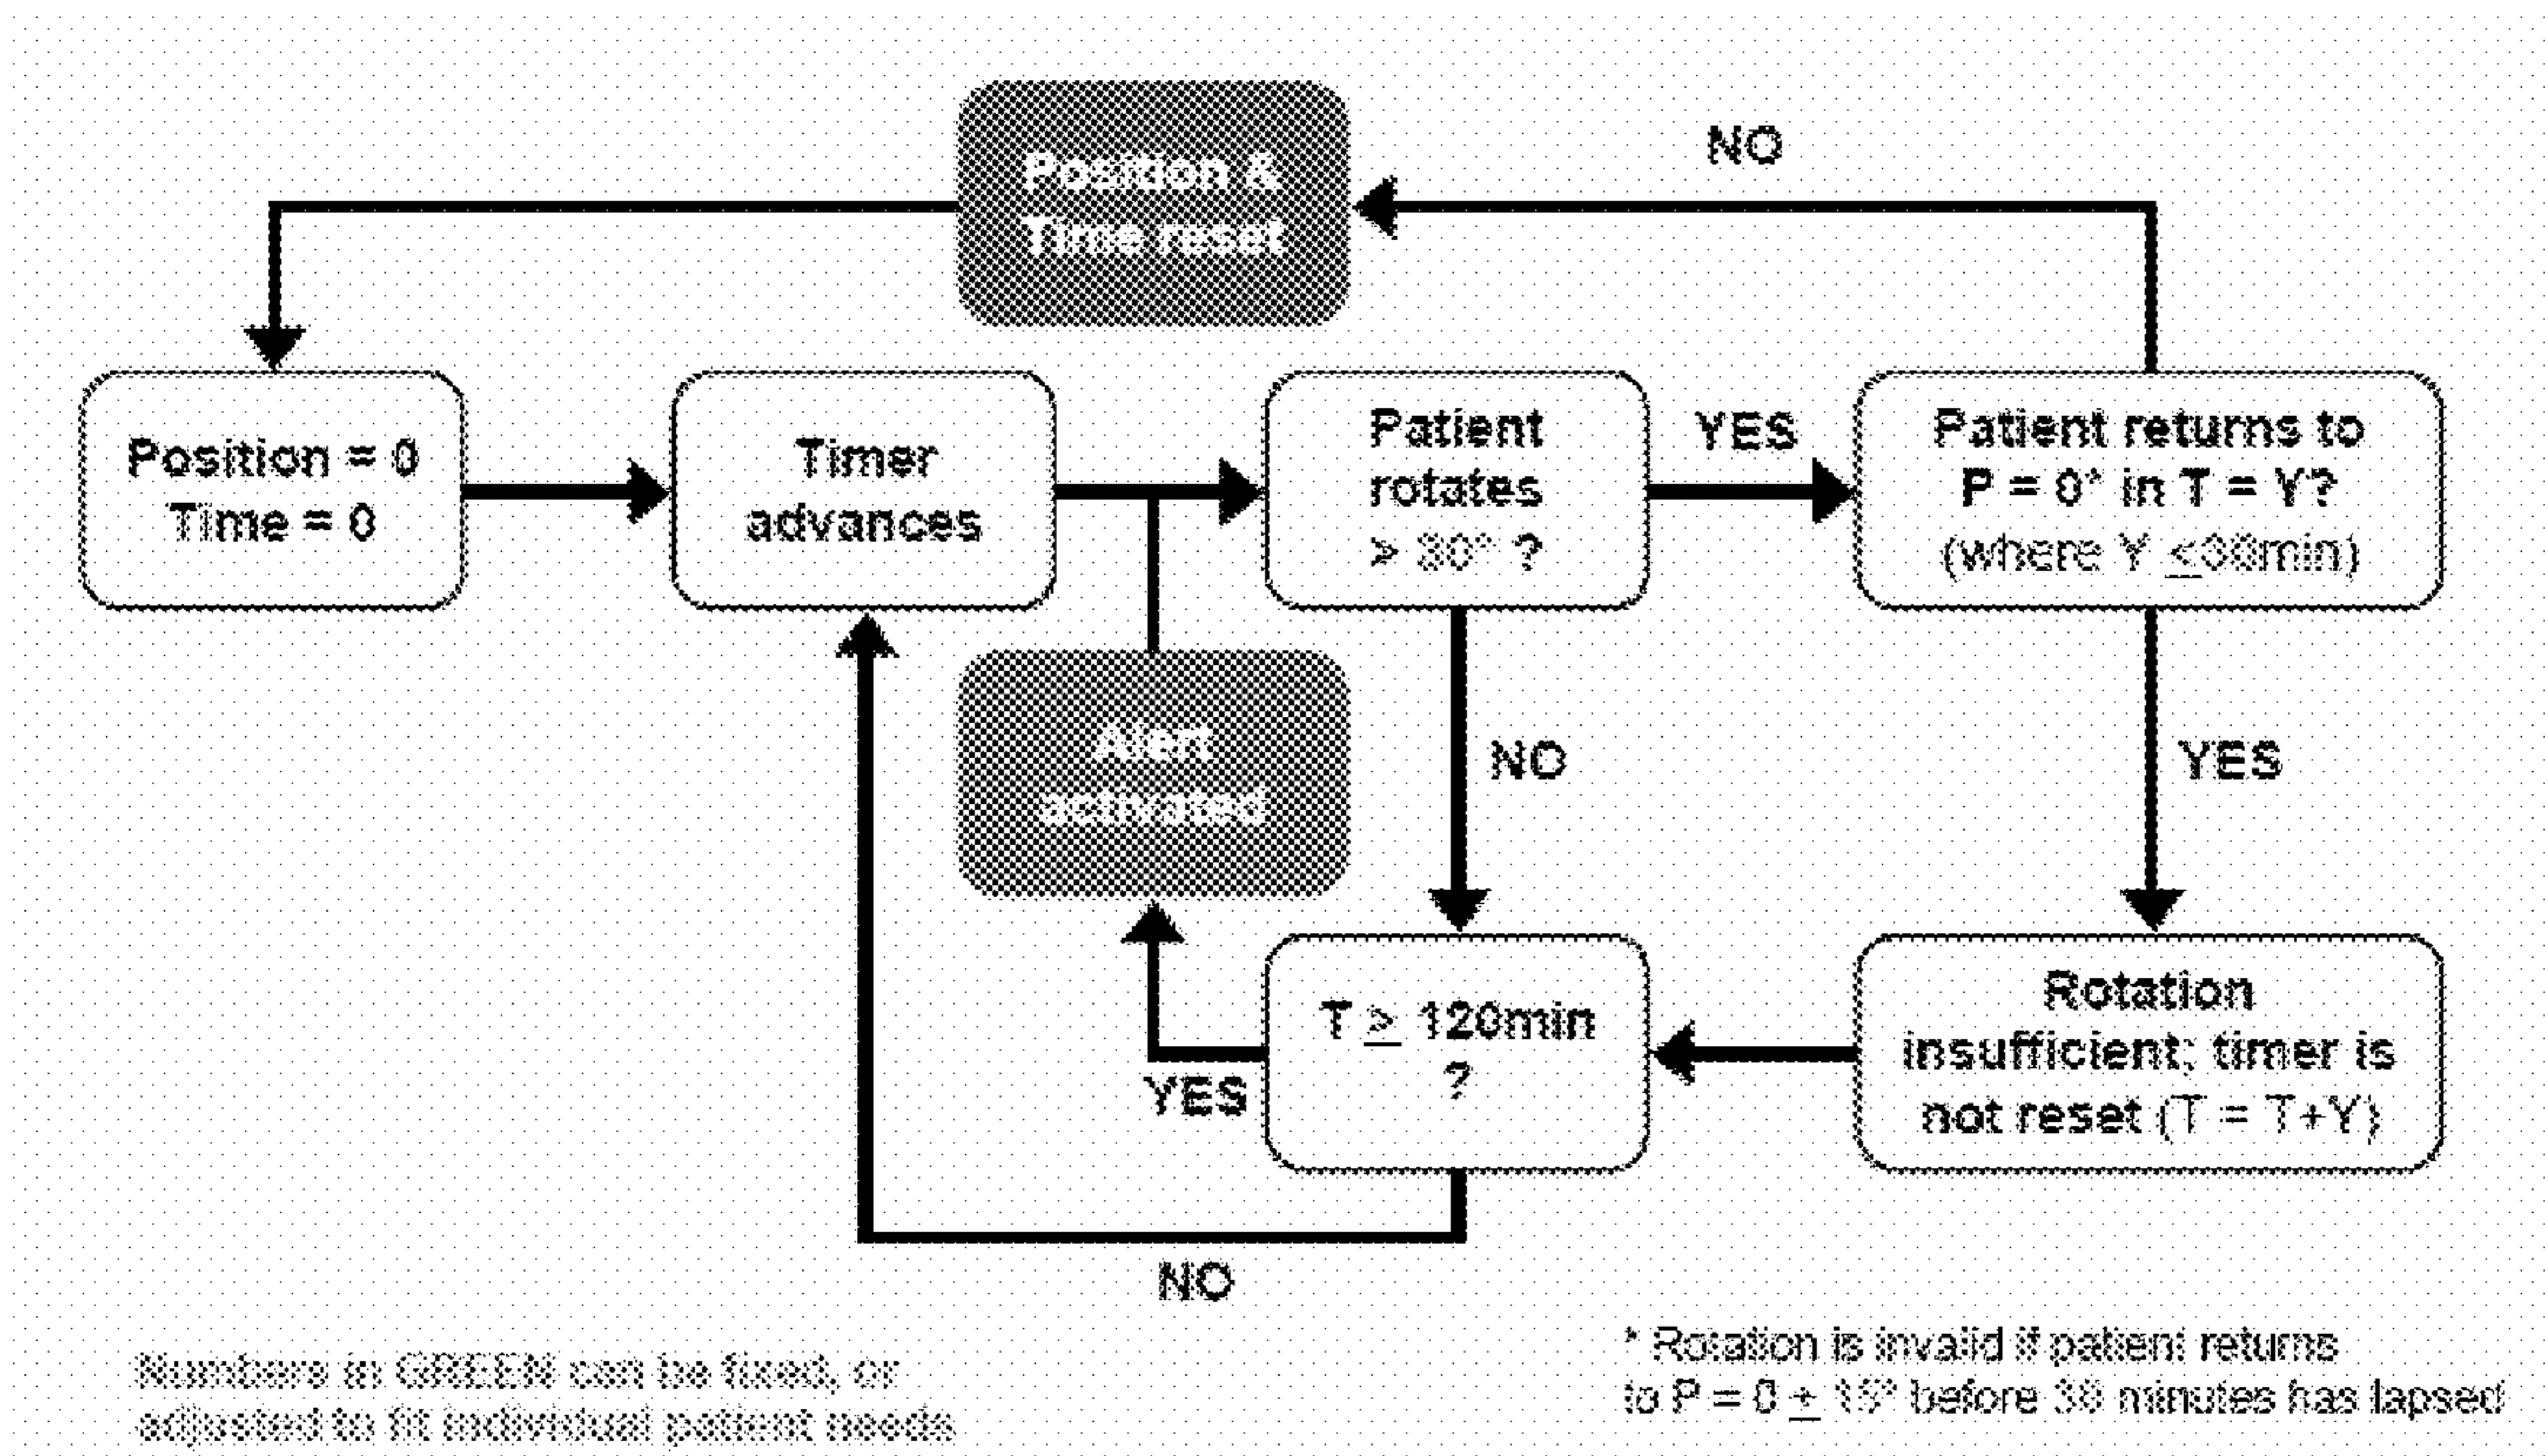 Position &
Time reset
NO
Position = 0
Time = 0
Timer
advances
Patient
rotates
> 30° ?
YES
Patient returns to
P = 0* in T = Y?
(where Y ≤30min)
Alert
activated
NO
YES
T ≥ 120min
?
YES
Rotation
insufficient; timer is
not reset (T = T+Y)
NO
Numbers in GREEN can be fixed, or
adjusted to fit individual patient needs
* Rotation is invalid if patient returns
to P = 0 ± 15° before 30 minutes has lapsed